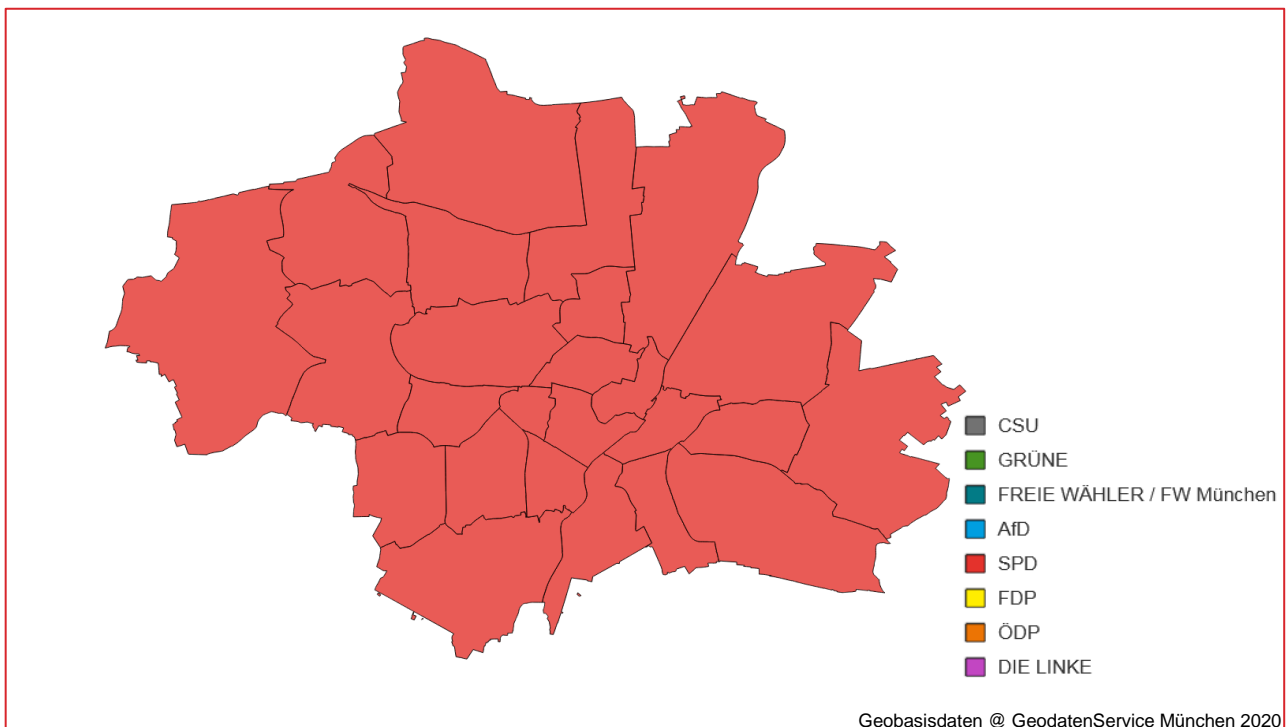 CSU
GRÜNE
FREIE WÄHLER / FW München
AfD
SPD
FDP
ÖDP
DIE LINKE
Geobasisdaten @ GeodatenService München 2020